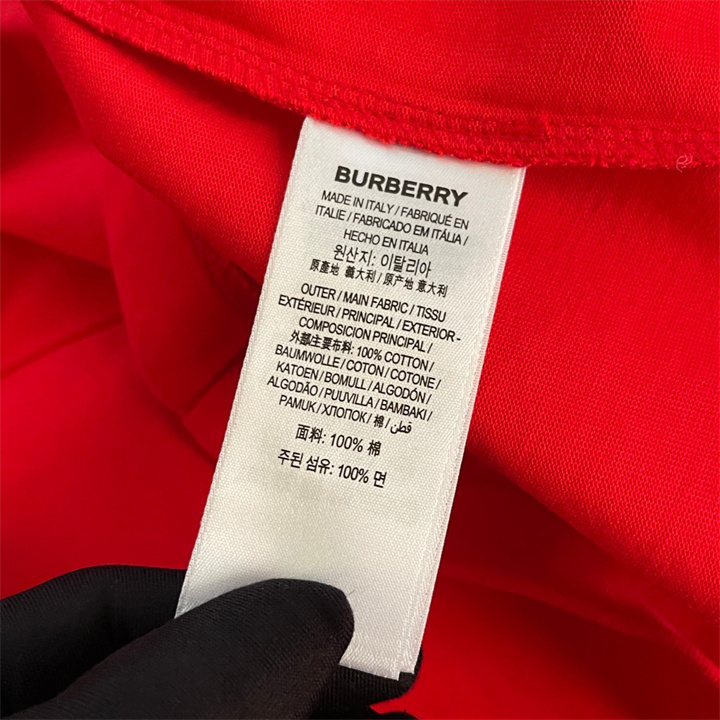 BURBERRY
MADE IN ITALY / FABRIQUÉ EN
ITALIE / FABRICADO EM ITÁLIA /
HECHO EN ITALIA
원산지: 이탈리아
原產地 義大利 / 原产地 意大利
OUTER / MAIN FABRIC / TISSU
EXTÉRIEUR / PRINCIPAL / EXTERIOR -
COMPOSICION PRINCIPAL /
外部主要布料: 100% COTTON /
BAUMWOLLE / COTON / COTONE /
KATOEN / BOMULL / ALGODÓN /
ALGODÃO / PUUVILLA / BAMBAKI /
PAMUK / ХЛОПОК / 棉 / قطن
面料: 100% 棉
주된 섬유: 100% 면